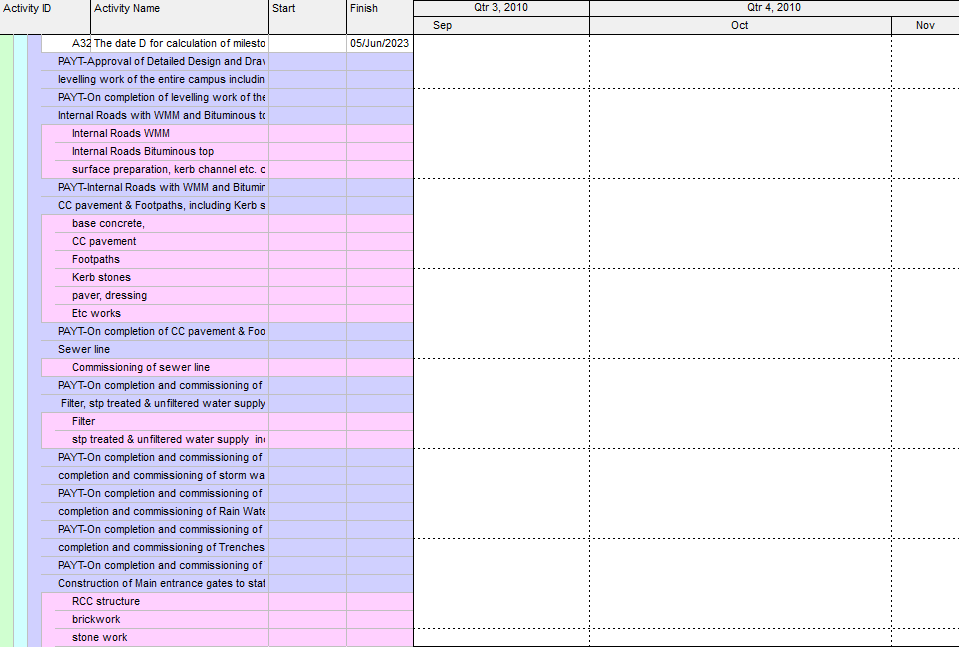 Activity ID Activity Name Start Finish Qtr 3, 2010 Qtr 4, 2010
Sep Oct Nov
A32 The date D for calculation of milesto 05/Jun/2023
PAYT-Approval of Detailed Design and Drav
levelling work of the entire campus includin
PAYT-On completion of levelling work of the
Internal Roads with WMM and Bituminous to
Internal Roads WMM
Internal Roads Bituminous top
surface preparation, kerb channel etc. c
PAYT-Internal Roads with WMM and Bitumin
CC pavement & Footpaths, including Kerb s
base concrete,
CC pavement
Footpaths
Kerb stones
paver, dressing
Etc works
PAYT-On completion of CC pavement & Foo
Sewer line
Commissioning of sewer line
PAYT-On completion and commissioning of
Filter, stp treated & unfiltered water supply
Filter
stp treated & unfiltered water supply in
PAYT-On completion and commissioning of
completion and commissioning of storm wa
PAYT-On completion and commissioning of
completion and commissioning of Rain Wate
PAYT-On completion and commissioning of
completion and commissioning of Trenches
PAYT-On completion and commissioning of
Construction of Main entrance gates to stat
RCC structure
brickwork
stone work